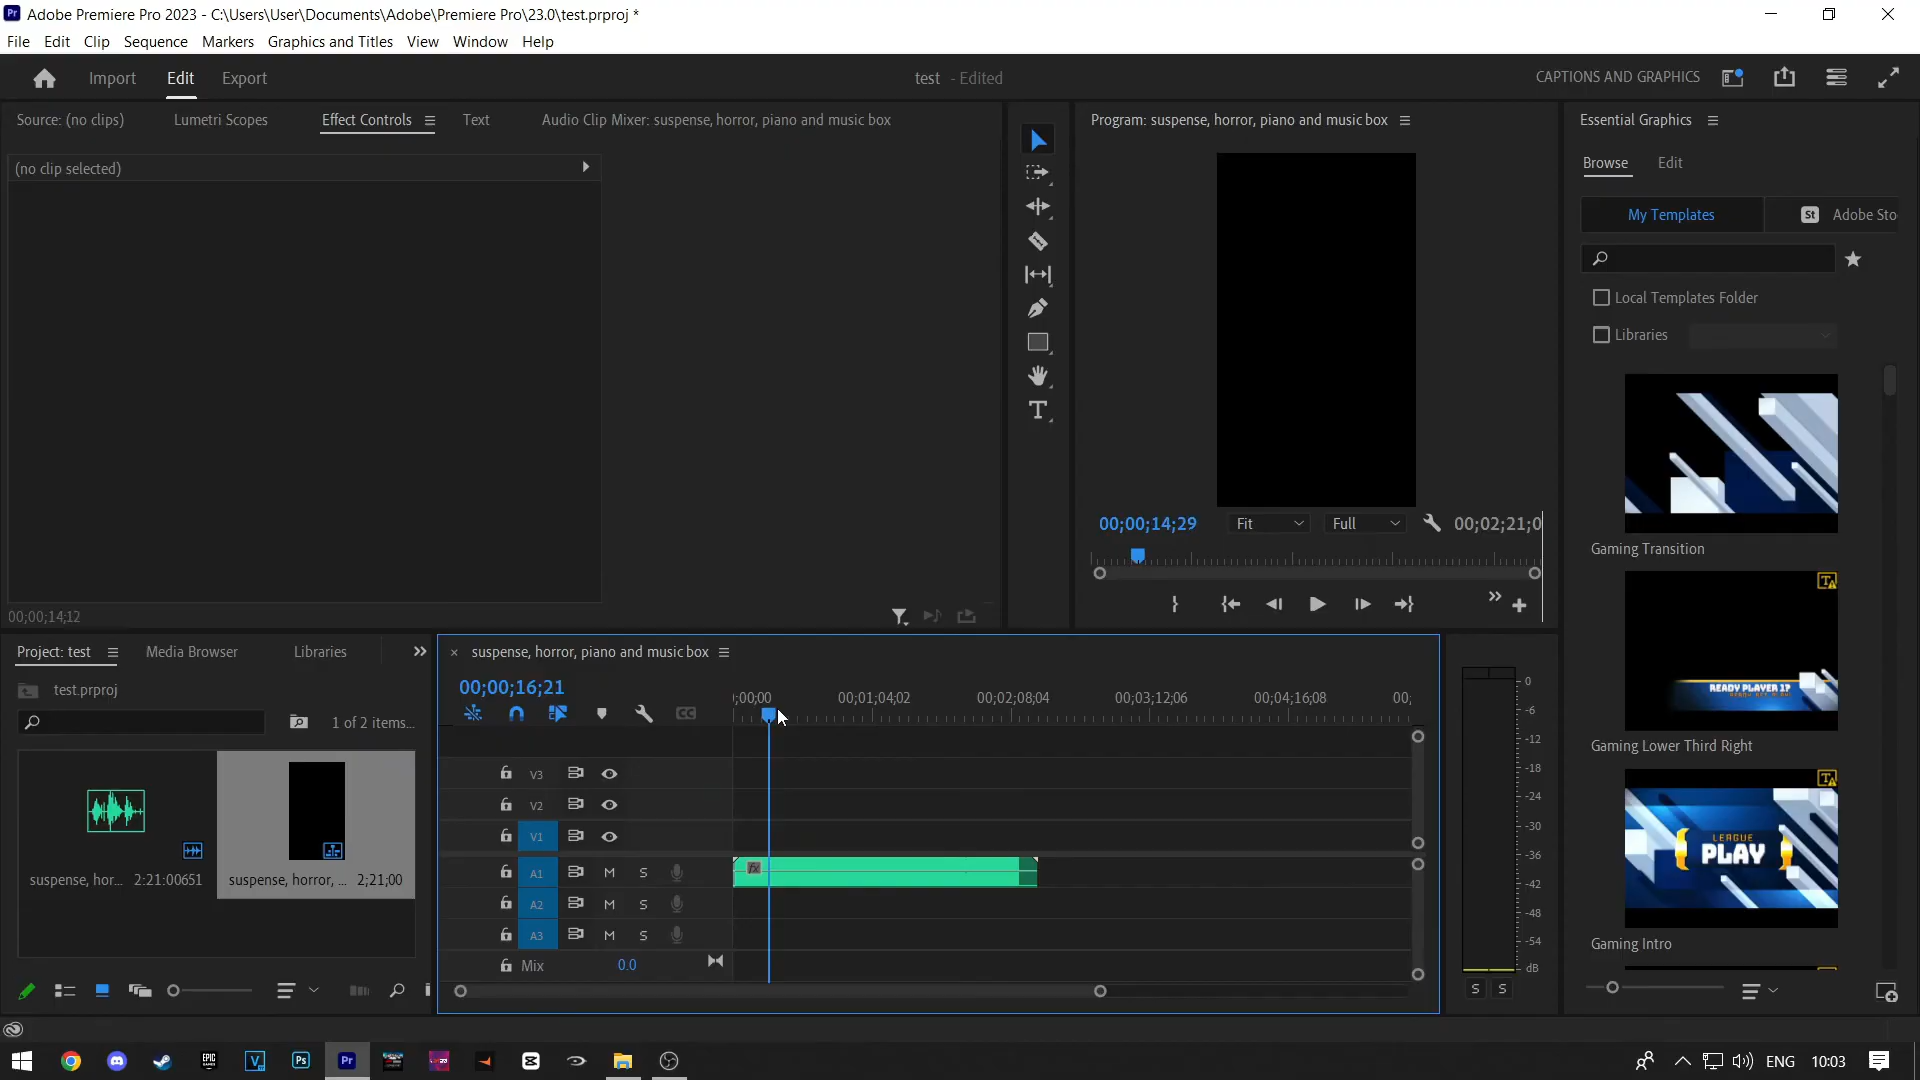 Adobe Premiere Pro 2023 - C:\Users\User\Documents\Adobe\Premiere Pro\23.0\test.prproj *
File Edit Clip Sequence Markers Graphics and Titles View Window Help
Import Edit Export
test - Edited
CAPTIONS AND GRAPHICS
Source: (no clips) Lumetri Scopes Effect Controls Text Audio Clip Mixer: suspense, horror, piano and music box
(no clip selected)
00;00;14;12
Program: suspense, horror, piano and music box
00;00;14;29 Fit Full 00;02;21;0
Essential Graphics
Browse Edit
My Templates St Adobe Sto
Local Templates Folder
Libraries
Gaming Transition
READY PLAYER 1?
Gaming Lower Third Right
LEAGUE
PLAY
Gaming Intro
Project: test Media Browser Libraries
test.prproj
1 of 2 items...
suspense, hor... 2:21:00651
suspense, horror, ... 2;21;00
suspense, horror, piano and music box
00;00;16;21
;00;00 00;01;04;02 00;02;08;04 00;03;12;06 00;04;16;08 00;
CC
V3
V2
V1
A1 M S
fx
A2 M S
A3 M S
Mix 0.0
0
-6
-12
-18
-24
-30
-36
-42
-48
-54
dB
S S
Ps Pr
ENG 10:03